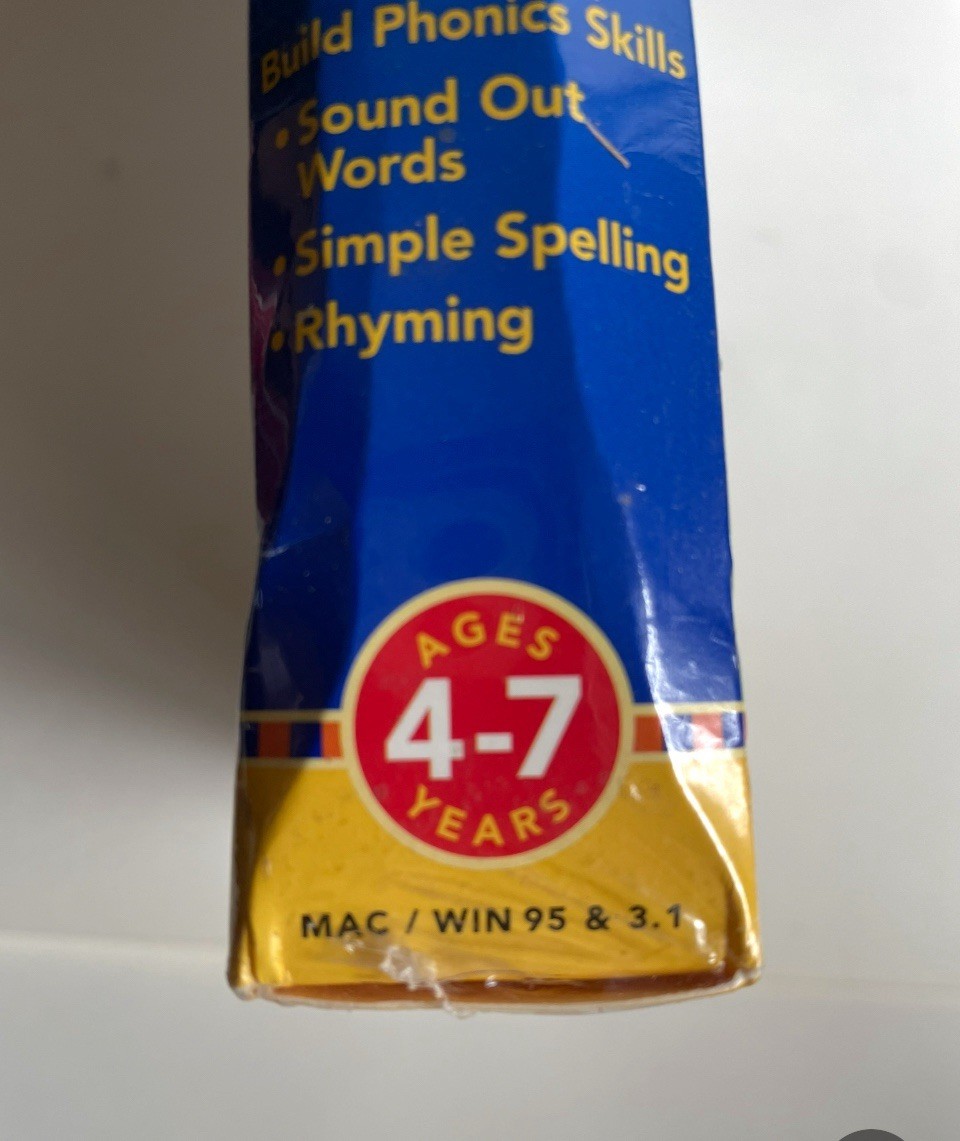 Build Phonics Skills
• Sound Out
Words
• Simple Spelling
• Rhyming
AGES
4-7
YEARS
MAC / WIN 95 & 3.1